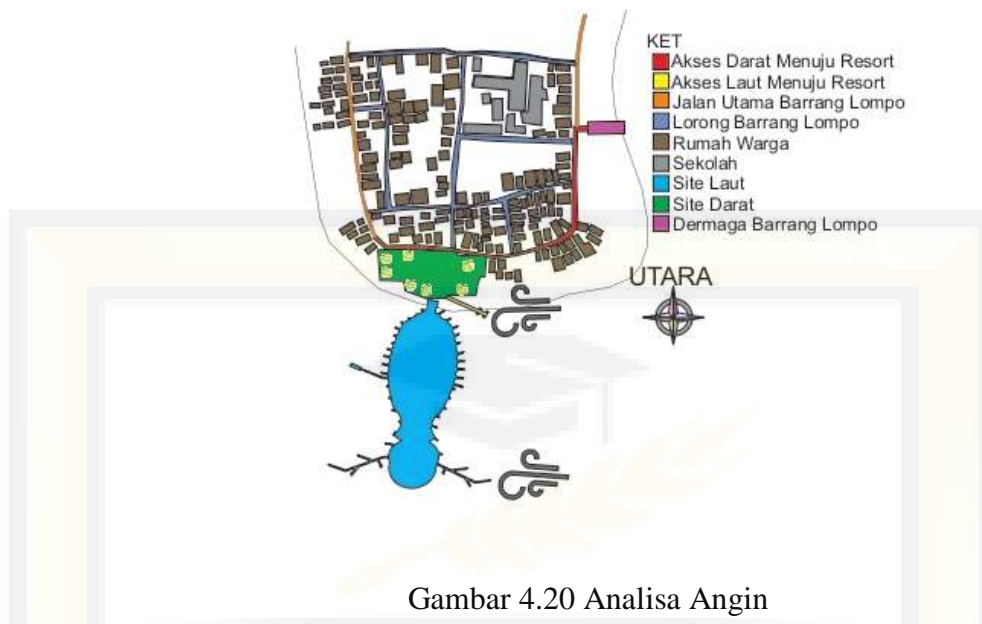 KET
Akses Darat Menuju Resort
Akses Laut Menuju Resort
Jalan Utama Barrang Lompo
Lorong Barrang Lompo
Rumah Warga
Sekolah
Site Laut
Site Darat
Dermaga Barrang Lompo
UTARA
Gambar 4.20 Analisa Angin